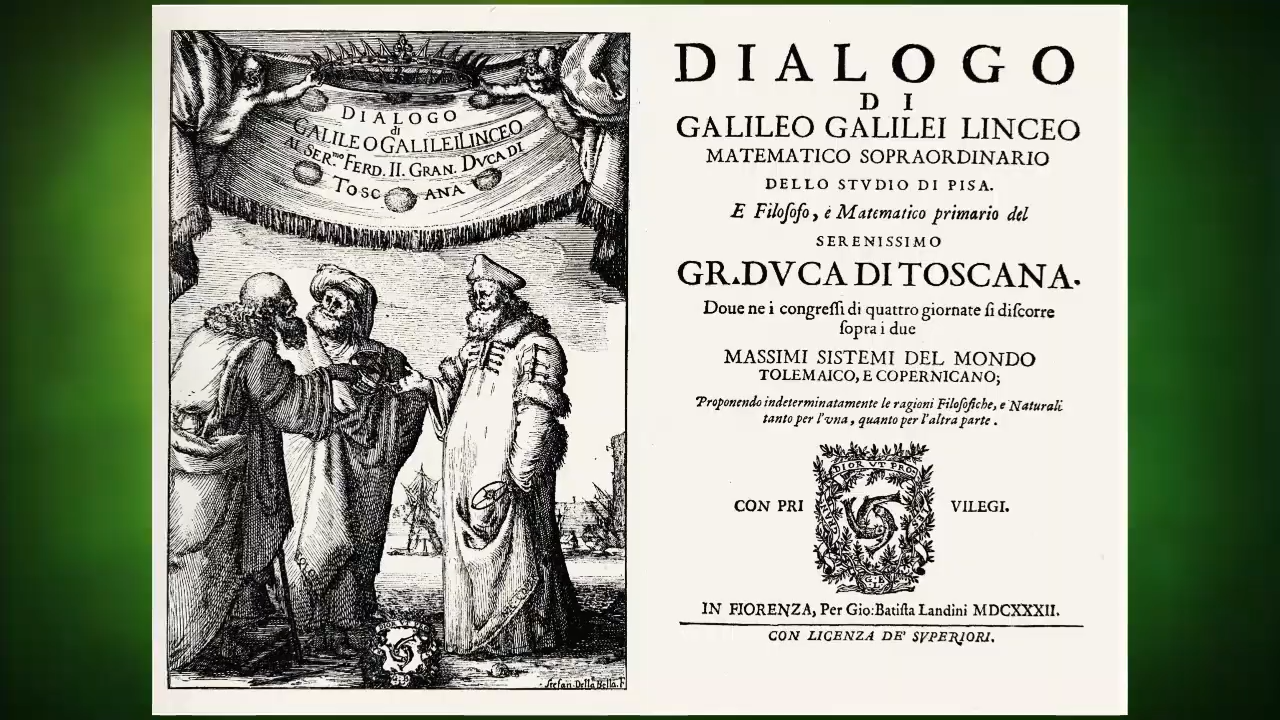 DIALOGO
di
GALILEO GALILEI LINCEO
AL SER.mo FERD. II. GRAN. DVCA DI
TOSCANA
Stefan Della Bella. F
DIALOGO
DI
GALILEO GALILEI LINCEO
MATEMATICO SOPRAORDINARIO
DELLO STVDIO DI PISA.
E Filoſofo, e Matematico primario del
SERENISSIMO
GR.DVCA DI TOSCANA.
Doue ne i congreſſi di quattro giornate ſi diſcorre
ſopra i due
MASSIMI SISTEMI DEL MONDO
TOLEMAICO, E COPERNICANO;
Proponendo indeterminatamente le ragioni Filoſofiche, e Naturali
tanto per l'vna, quanto per l'altra parte.
CON PRI VILEGI.
IN FIORENZA, Per Gio:Batiſta Landini MDCXXXII.
CON LICENZA DE' SVPERIORI.